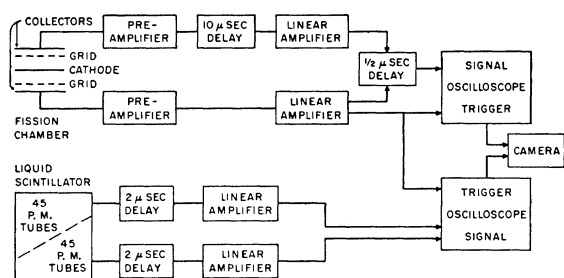 COLLECTORS
GRID
CATHODE
GRID
FISSION
CHAMBER
PRE-
AMPLIFIER
10 μ SEC
DELAY
LINEAR
AMPLIFIER
1/2 μ SEC
DELAY
SIGNAL
OSCILLOSCOPE
TRIGGER
PRE-
AMPLIFIER
LINEAR
AMPLIFIER
CAMERA
LIQUID
SCINTILLATOR
45
P. M.
TUBES
45
P. M.
TUBES
2 μ SEC
DELAY
LINEAR
AMPLIFIER
2 μ SEC
DELAY
LINEAR
AMPLIFIER
TRIGGER
OSCILLOSCOPE
SIGNAL